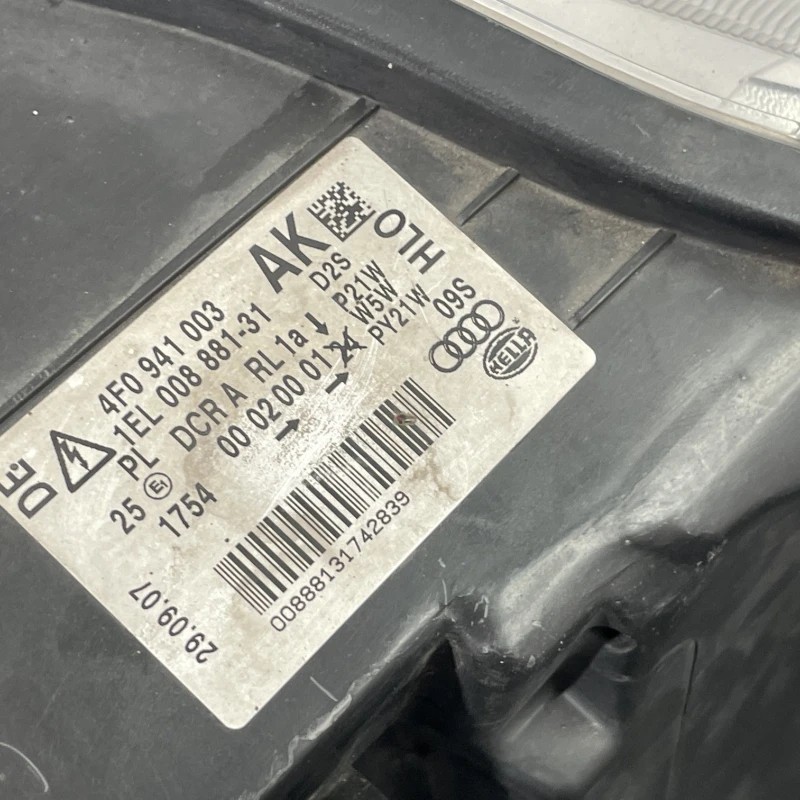 DE
AK
HLO
4F0 941 003
1EL 008 881-31
D2S
P21W
W5W
PY21W
09S
PL DCR A RL 1a
00 02 00 01
25 E1 1754
HELLA
29.09.07
00888131742839